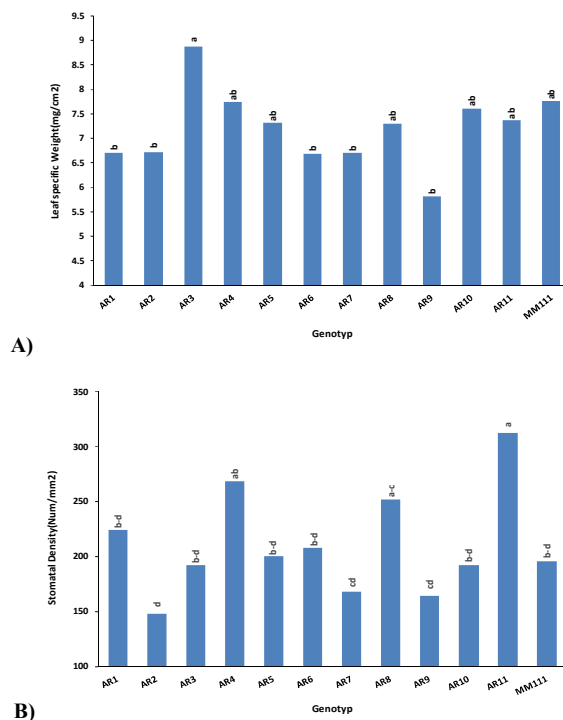 Leaf specific Weight(mg/cm2)
9.5
9
8.5
8
7.5
7
6.5
6
5.5
5
4.5
4
b b a ab ab b b ab b ab ab ab
AR1 AR2 AR3 AR4 AR5 AR6 AR7 AR8 AR9 AR10 AR11 MM111
Genotyp
A)
Stomatal Density(Num/mm2)
350
300
250
200
150
100
b-d d b-d ab b-d b-d cd a-c cd b-d a b-d
AR1 AR2 AR3 AR4 AR5 AR6 AR7 AR8 AR9 AR10 AR11 MM111
Genotyp
B)